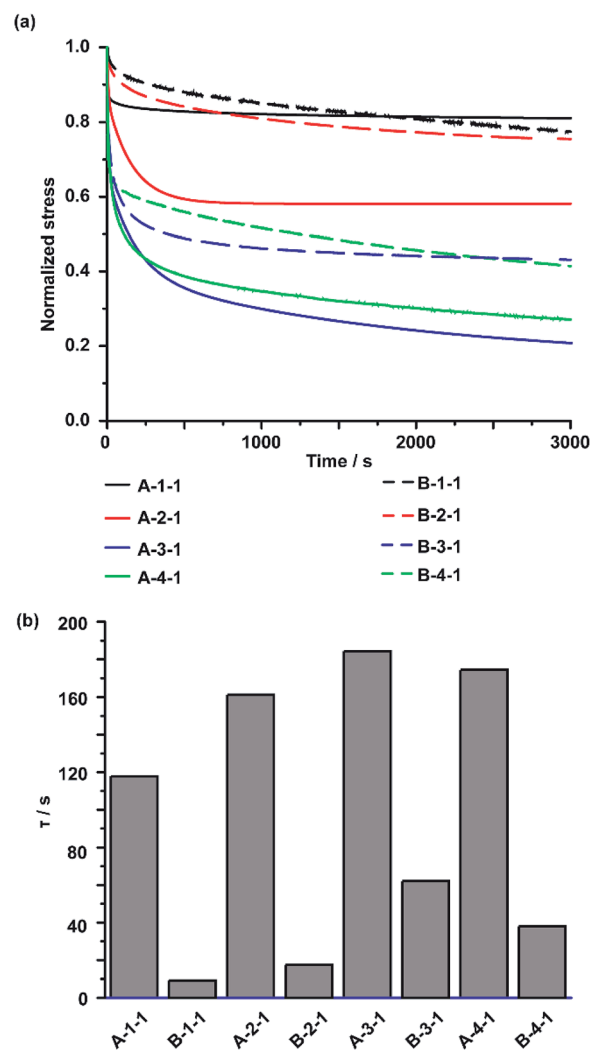 (a)
Normalized stress
1.0
0.8
0.6
0.4
0.2
0.0
0 1000 2000 3000
Time / s
A-1-1 B-1-1
A-2-1 B-2-1
A-3-1 B-3-1
A-4-1 B-4-1
(b)
τ / s
200
160
120
80
40
0
A-1-1 B-1-1 A-2-1 B-2-1 A-3-1 B-3-1 A-4-1 B-4-1